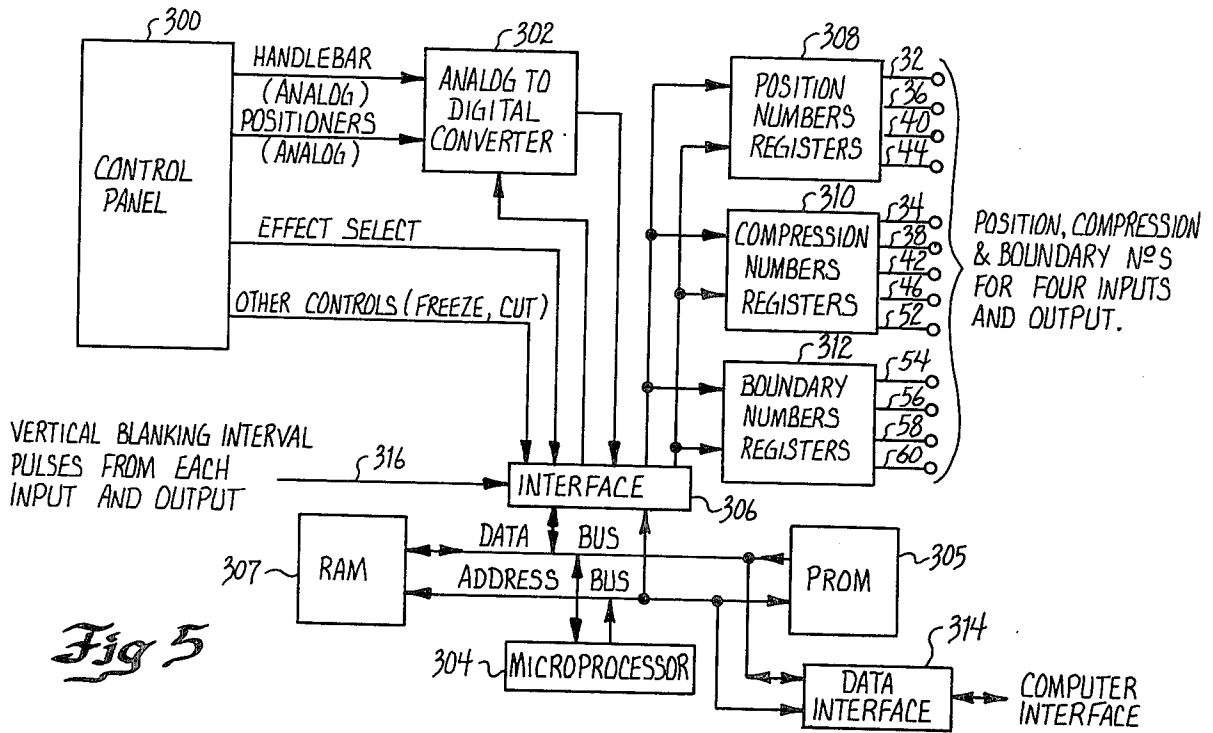 300
HANDLEBAR
(ANALOG)
POSITIONERS
(ANALOG)
CONTROL
PANEL
EFFECT SELECT
OTHER CONTROLS (FREEZE, CUT)
302
ANALOG TO
DIGITAL
CONVERTER
308
POSITION
NUMBERS
REGISTERS
32
36
40
44
310
COMPRESSION
NUMBERS
REGISTERS
34
38
42
46
52
312
BOUNDARY
NUMBERS
REGISTERS
54
56
58
60
POSITION, COMPRESSION
& BOUNDARY NOS
FOR FOUR INPUTS
AND OUTPUT.
VERTICAL BLANKING INTERVAL
PULSES FROM EACH
INPUT AND OUTPUT
316
INTERFACE
306
DATA BUS
ADDRESS BUS
307
RAM
PROM
305
304
MICROPROCESSOR
314
DATA
INTERFACE
COMPUTER
INTERFACE
Fig 5